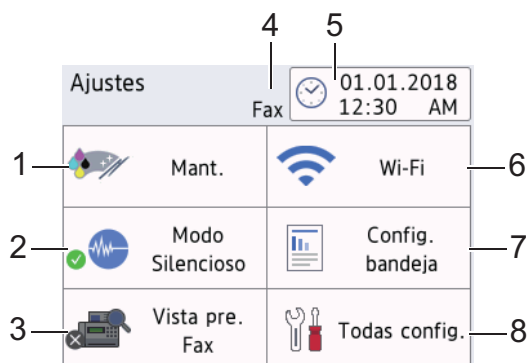 4 5
Ajustes
Fax
01.01.2018
12:30 AM
1 Mant.
Wi-Fi 6
2 Modo
Silencioso
Config.
bandeja 7
3 Vista pre.
Fax
Todas config. 8